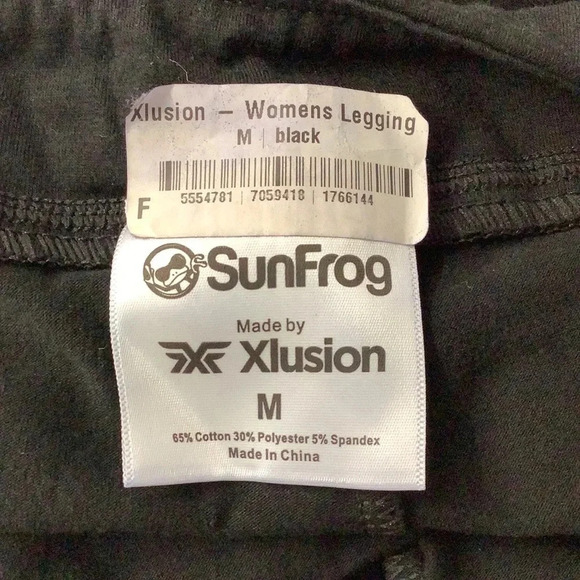 Xlusion — Womens Legging
M | black
F 5554781 | 7059418 | 1766144
SunFrog
Made by
Xlusion
M
65% Cotton 30% Polyester 5% Spandex
Made In China